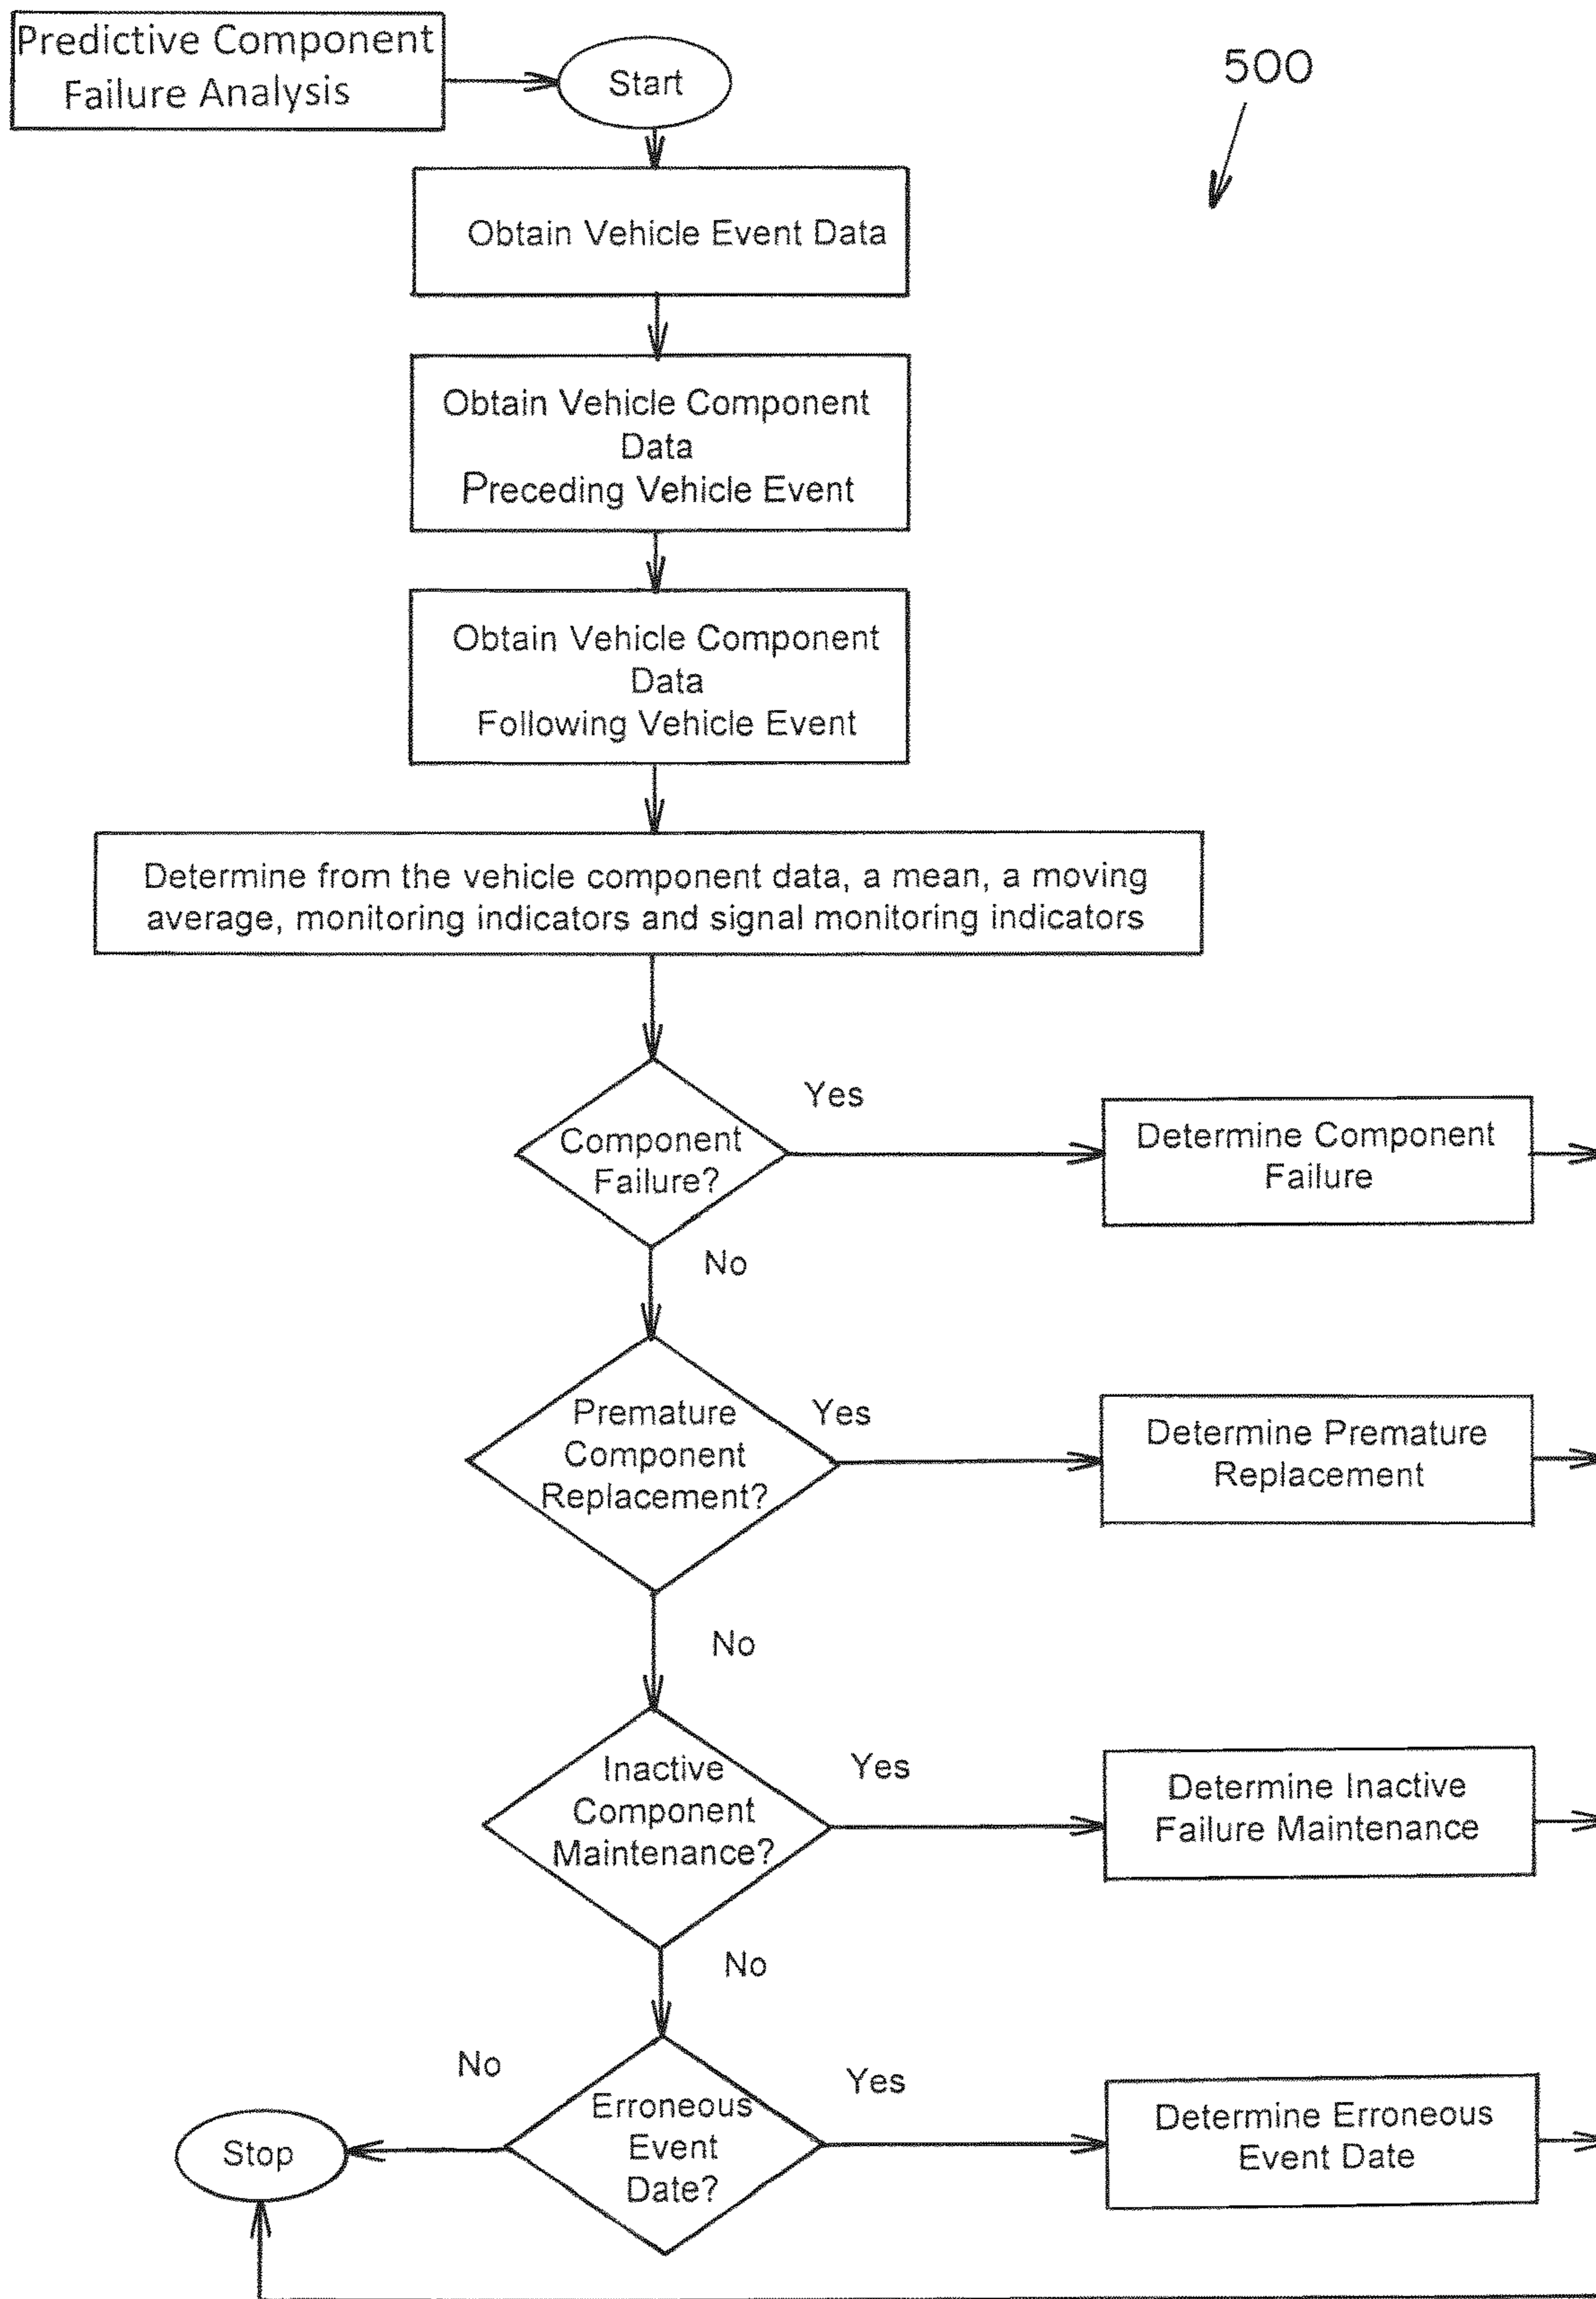 Predictive Component
Failure Analysis
Start
500
Obtain Vehicle Event Data
Obtain Vehicle Component
Data
Preceding Vehicle Event
Obtain Vehicle Component
Data
Following Vehicle Event
Determine from the vehicle component data, a mean, a moving
average, monitoring indicators and signal monitoring indicators
Component
Failure?
Yes
Determine Component
Failure
No
Premature
Component
Replacement?
Yes
Determine Premature
Replacement
No
Inactive
Component
Maintenance?
Yes
Determine Inactive
Failure Maintenance
No
Erroneous
Event
Date?
No
Stop
Yes
Determine Erroneous
Event Date